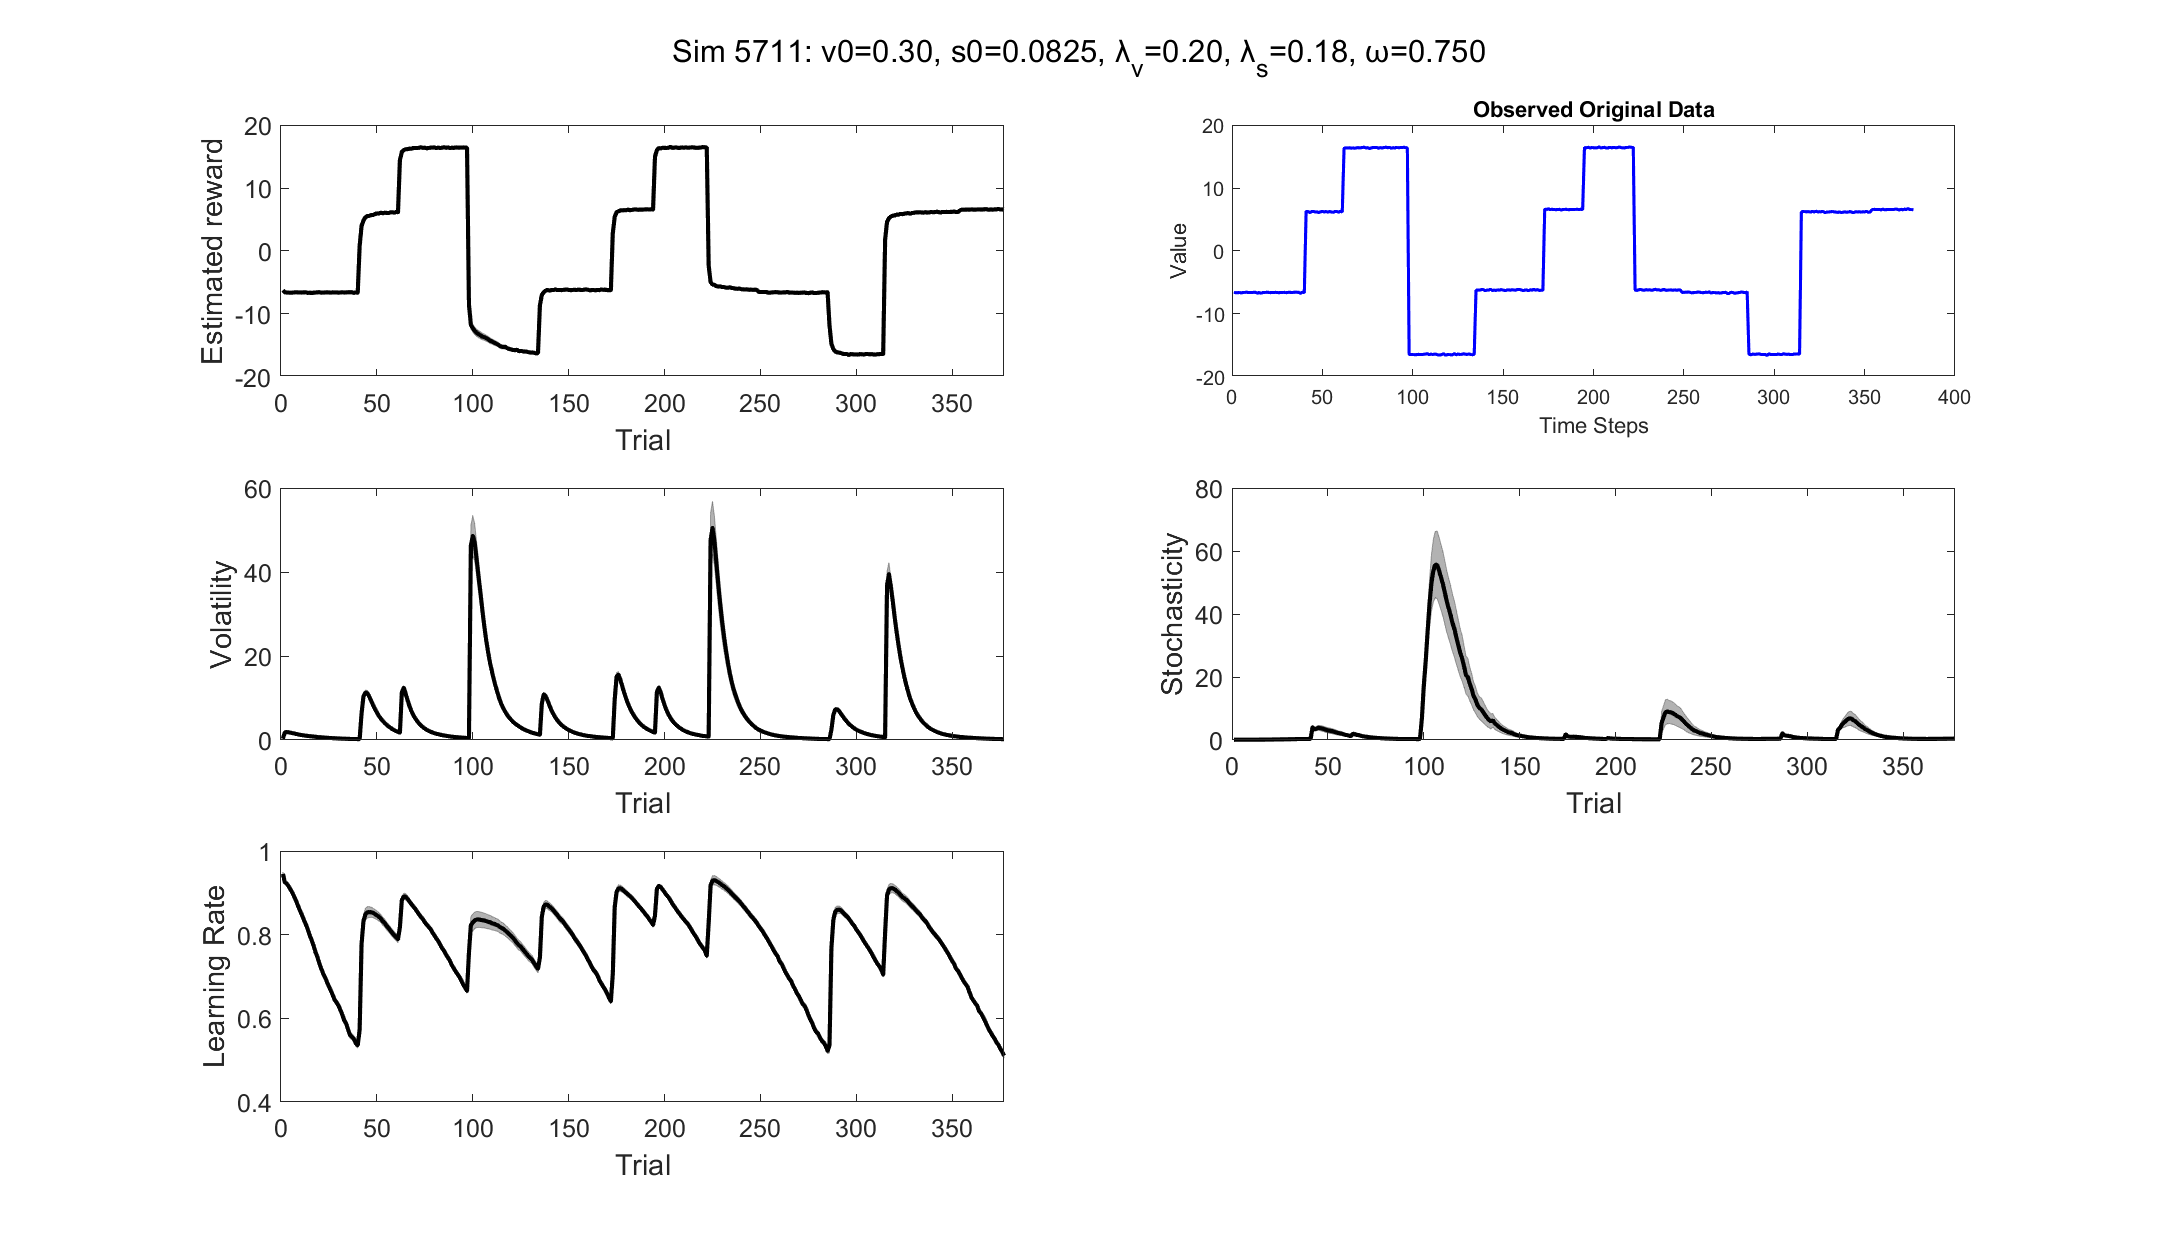 Sim 5711: v0=0.30, s0=0.0825, λ_v=0.20, λ_s=0.18, ω=0.750
Estimated reward
20
10
0
-10
-20
0 50 100 150 200 250 300 350
Trial
Observed Original Data
Value
20
10
0
-10
-20
0 50 100 150 200 250 300 350 400
Time Steps
Volatility
60
40
20
0
0 50 100 150 200 250 300 350
Trial
Stochasticity
80
60
40
20
0
0 50 100 150 200 250 300 350
Trial
Learning Rate
1
0.8
0.6
0.4
0 50 100 150 200 250 300 350
Trial